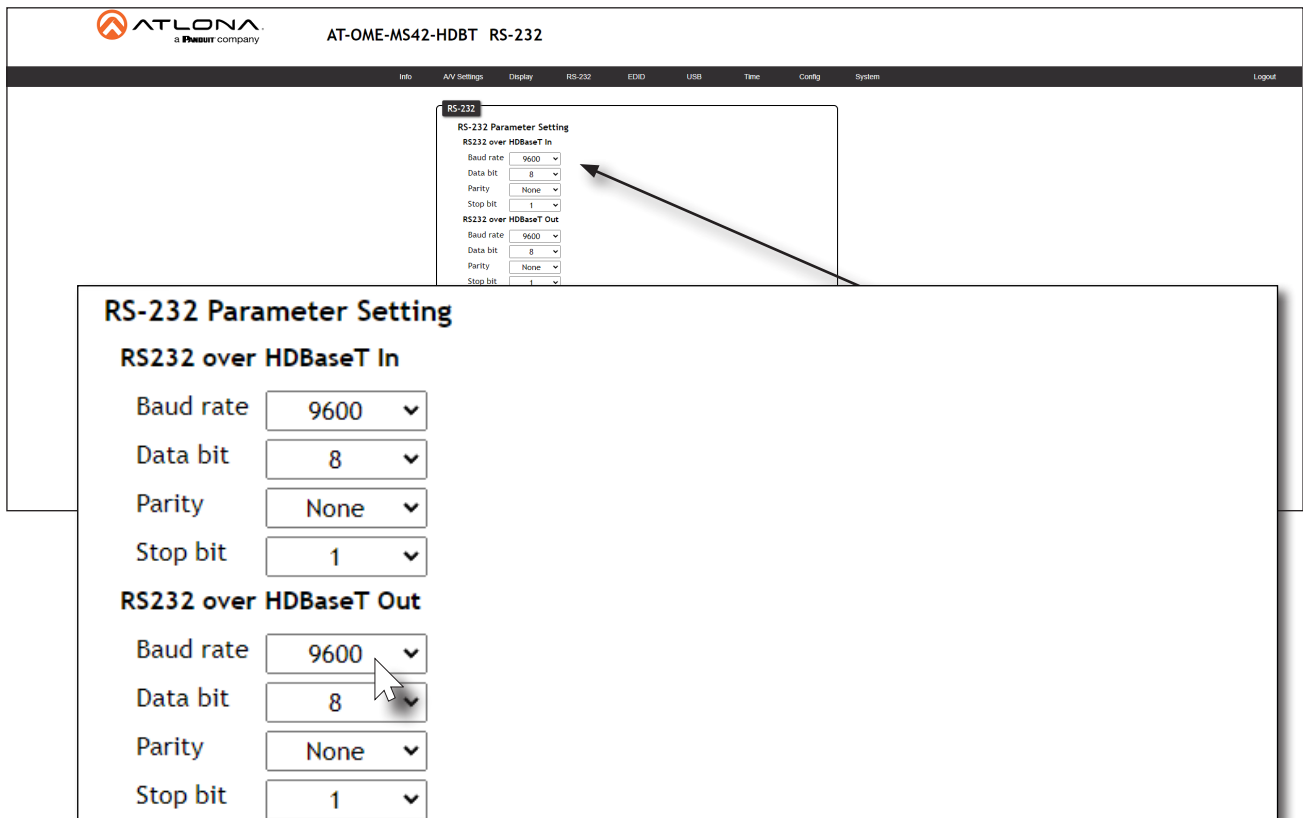 ATLONA.
a PANDUIT company
AT-OME-MS42-HDBT RS-232
Info A/V Settings Display RS-232 EDID USB Time Config System Logout
RS-232
RS-232 Parameter Setting
RS232 over HDBaseT In
Baud rate 9600
Data bit 8
Parity None
Stop bit 1
RS232 over HDBaseT Out
Baud rate 9600
Data bit 8
Parity None
Stop bit 1
RS-232 Parameter Setting
RS232 over HDBaseT In
Baud rate 9600
Data bit 8
Parity None
Stop bit 1
RS232 over HDBaseT Out
Baud rate 9600
Data bit 8
Parity None
Stop bit 1